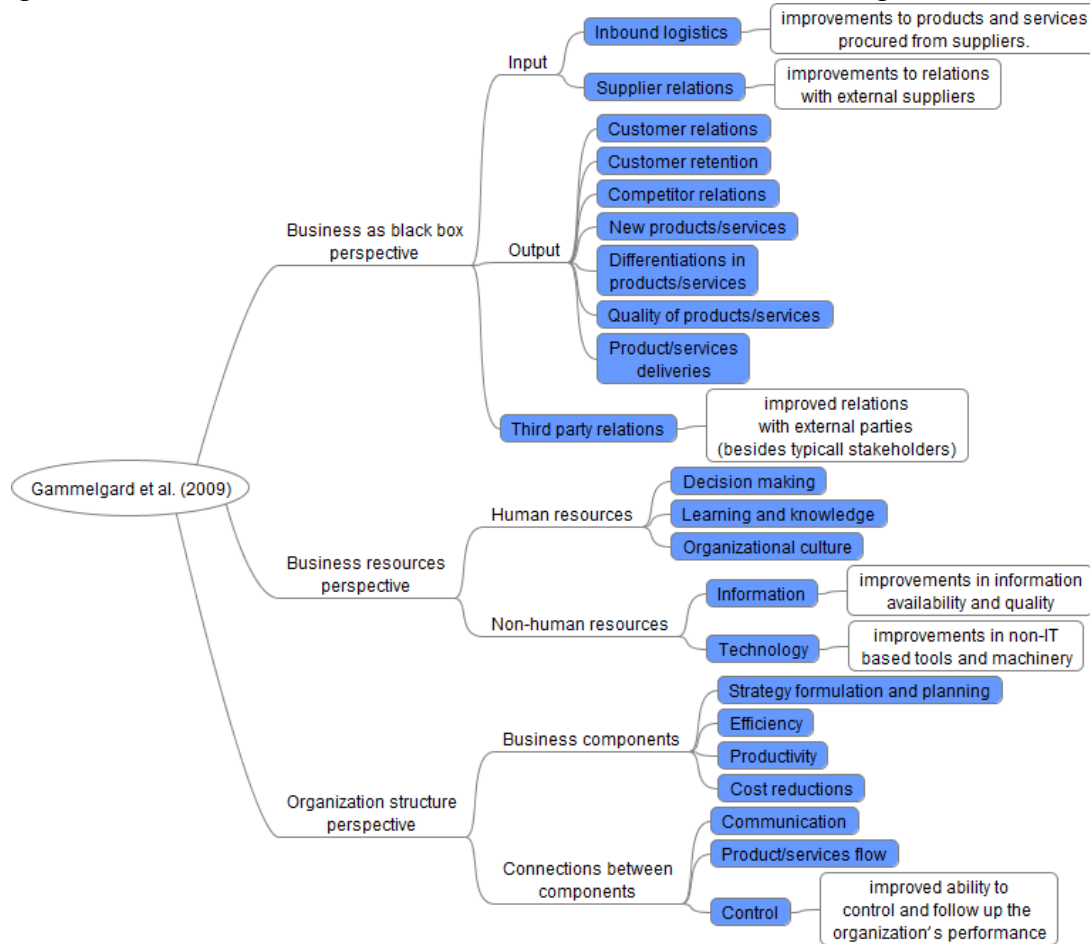 Inbound logistics
improvements to products and services
procured from suppliers.
Input
Supplier relations
improvements to relations
with external suppliers
Customer relations
Customer retention
Competitor relations
New products/services
Business as black box
perspective
Output
Differentiations in
products/services
Quality of products/services
Product/services
deliveries
Third party relations
improved relations
with external parties
(besides typicall stakeholders)
Gammelgard et al. (2009)
Decision making
Human resources
Learning and knowledge
Organizational culture
Business resources
perspective
Information
improvements in information
availability and quality
Non-human resources
Technology
improvements in non-IT
based tools and machinery
Strategy formulation and planning
Efficiency
Business components
Productivity
Cost reductions
Organization structure
perspective
Communication
Product/services flow
Connections between
components
Control
improved ability to
control and follow up the
organization's performance